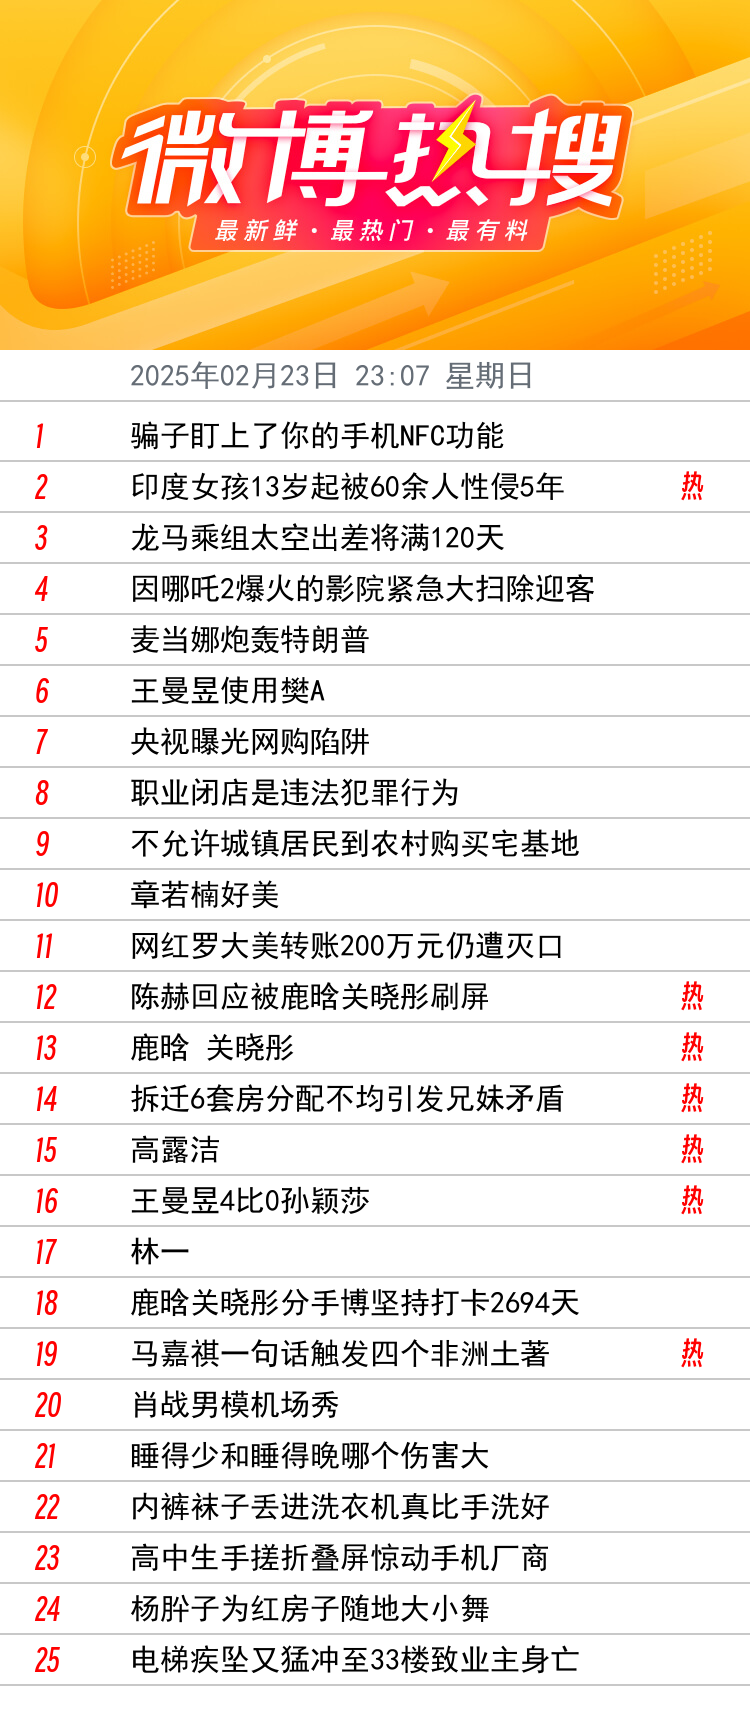 微博热搜
最新鲜·最热门·最有料
2025年02月23日 23:07 星期日
1 骗子盯上了你的手机NFC功能
2 印度女孩13岁起被60余人性侵5年 热
3 龙马乘组太空出差将满120天
4 因哪吒2爆火的影院紧急大扫除迎客
5 麦当娜炮轰特朗普
6 王曼昱使用樊A
7 央视曝光网购陷阱
8 职业闭店是违法犯罪行为
9 不允许城镇居民到农村购买宅基地
10 章若楠好美
11 网红罗大美转账200万元仍遭灭口
12 陈赫回应被鹿晗关晓彤刷屏 热
13 鹿晗 关晓彤 热
14 拆迁6套房分配不均引发兄妹矛盾 热
15 高露洁 热
16 王曼昱4比0孙颖莎 热
17 林一
18 鹿晗关晓彤分手博坚持打卡2694天
19 马嘉祺一句话触发四个非洲土著 热
20 肖战男模机场秀
21 睡得少和睡得晚哪个伤害大
22 内裤袜子丢进洗衣机真比手洗好
23 高中生手搓折叠屏惊动手机厂商
24 杨肸子为红房子随地大小舞
25 电梯疾坠又猛冲至33楼致业主身亡